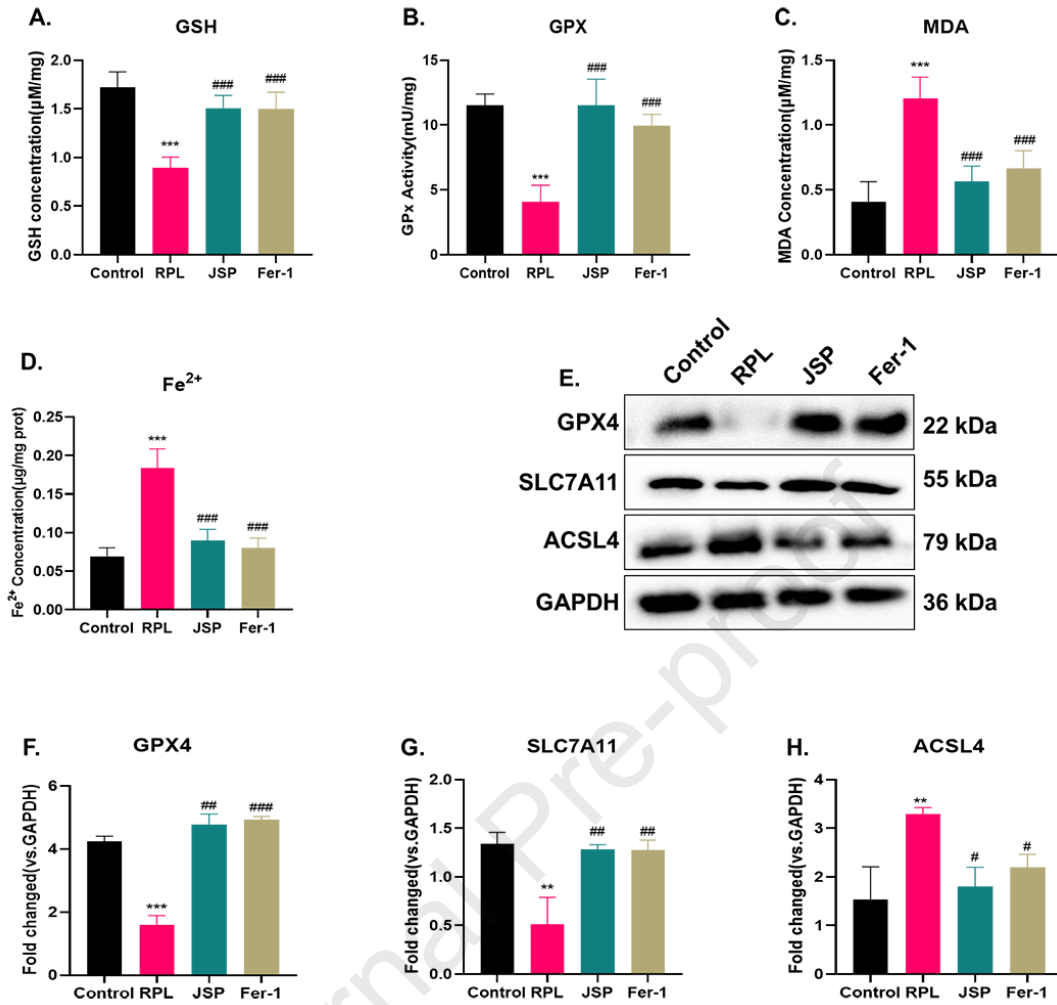 A.
GSH
GSH concentration(μM/mg)
2.0
1.5
1.0
0.5
0.0
***
###
###
Control RPL JSP Fer-1
B.
GPX
GPx Activity(mU/mg)
15
10
5
0
***
###
###
Control RPL JSP Fer-1
C.
MDA
MDA Concentration(μM/mg)
1.5
1.0
0.5
0.0
***
###
###
Control RPL JSP Fer-1
D.
Fe²⁺
Fe²⁺ Concentration(μg/mg prot)
0.25
0.20
0.15
0.10
0.05
0.00
***
###
###
Control RPL JSP Fer-1
E.
Control RPL JSP Fer-1
GPX4 22 kDa
SLC7A11 55 kDa
ACSL4 79 kDa
GAPDH 36 kDa
F.
GPX4
Fold changed(vs.GAPDH)
6
4
2
0
***
##
###
Control RPL JSP Fer-1
G.
SLC7A11
Fold changed(vs.GAPDH)
2.0
1.5
1.0
0.5
0.0
**
##
##
Control RPL JSP Fer-1
H.
ACSL4
Fold changed(vs.GAPDH)
4
3
2
1
0
**
#
#
Control RPL JSP Fer-1
rnal Pre-proof